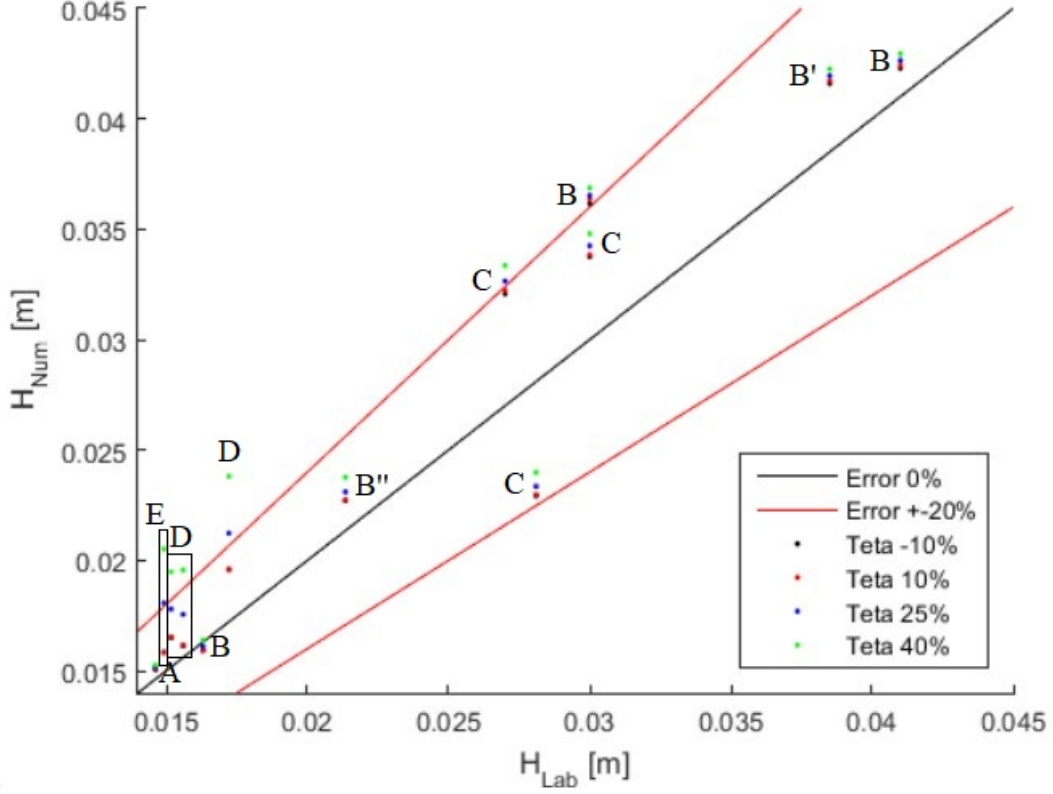 0.045
0.04
0.035
0.03
0.025
0.02
0.015
H_Num [m]
B'
B
B
C
C
D
B"
C
E
D
B
A
Error 0%
Error +-20%
Teta -10%
Teta 10%
Teta 25%
Teta 40%
0.015 0.02 0.025 0.03 0.035 0.04 0.045
H_Lab [m]